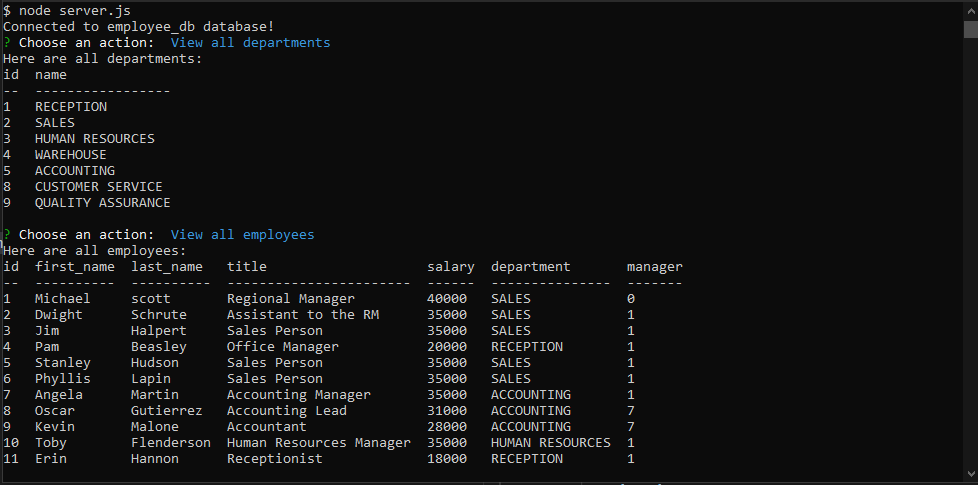 $ node server.js
Connected to employee_db database!
? Choose an action:  View all departments
Here are all departments:
id  name
--  -----------------
1   RECEPTION
2   SALES
3   HUMAN RESOURCES
4   WAREHOUSE
5   ACCOUNTING
8   CUSTOMER SERVICE
9   QUALITY ASSURANCE

? Choose an action:  View all employees
Here are all employees:
id  first_name  last_name   title                    salary  department       manager
--  ----------  ----------  -----------------------  ------  ---------------  -------
1   Michael     scott       Regional Manager         40000   SALES            0
2   Dwight      Schrute     Assistant to the RM      35000   SALES            1
3   Jim         Halpert     Sales Person             35000   SALES            1
4   Pam         Beasley     Office Manager           20000   RECEPTION        1
5   Stanley     Hudson      Sales Person             35000   SALES            1
6   Phyllis     Lapin       Sales Person             35000   SALES            1
7   Angela      Martin      Accounting Manager       35000   ACCOUNTING       1
8   Oscar       Gutierrez   Accounting Lead          31000   ACCOUNTING       7
9   Kevin       Malone      Accountant               28000   ACCOUNTING       7
10  Toby        Flenderson  Human Resources Manager  35000   HUMAN RESOURCES  1
11  Erin        Hannon      Receptionist             18000   RECEPTION        1